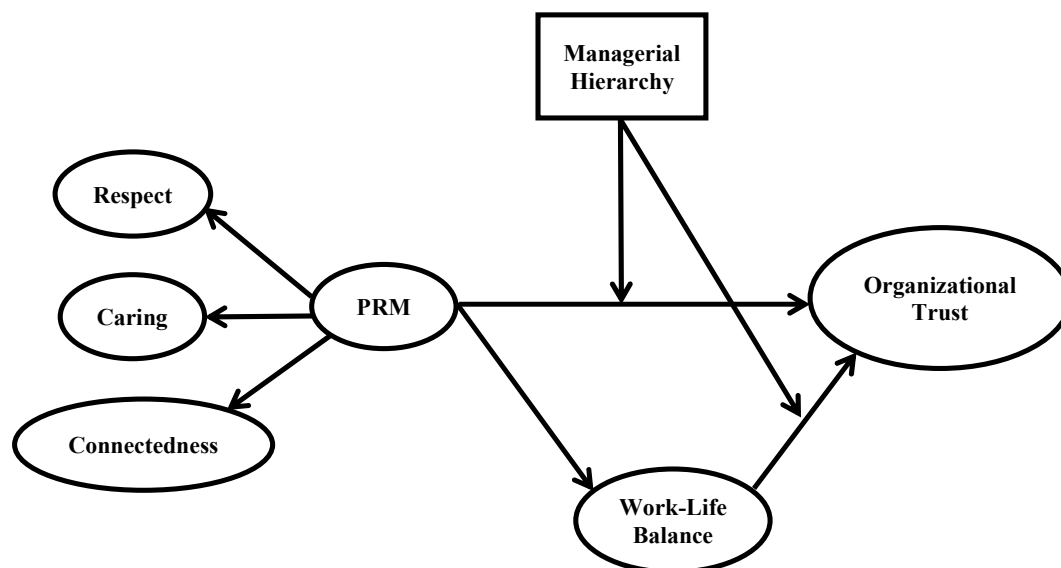 Managerial
Hierarchy
Respect
Caring
Connectedness
PRM
Organizational
Trust
Work-Life
Balance